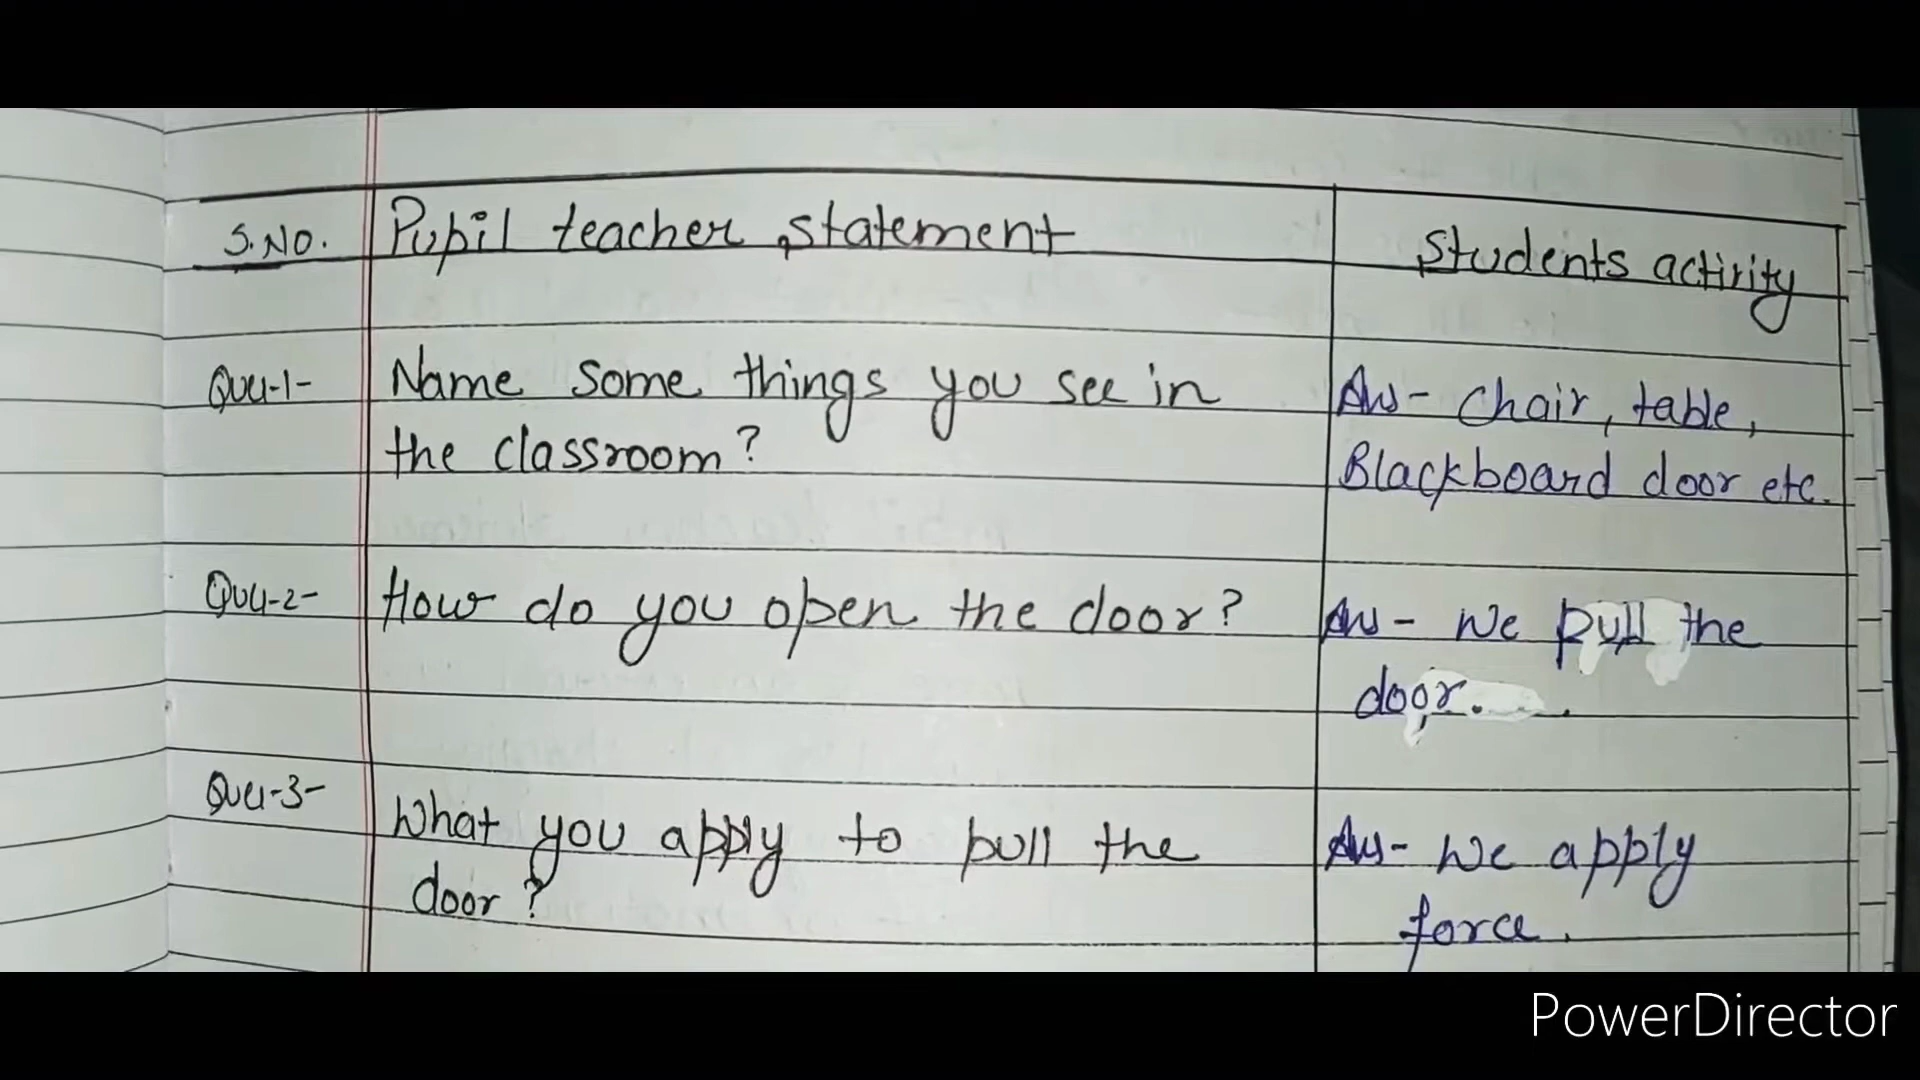 S.No. Pupil teacher statement Students activity
Que-1- Name some things you see in Ans- Chair, table,
the classroom? Blackboard door etc.
Que-2- How do you open the door? Ans- We pull the
door.
Que-3- What you apply to pull the Ans- We apply
door? force.
PowerDirector